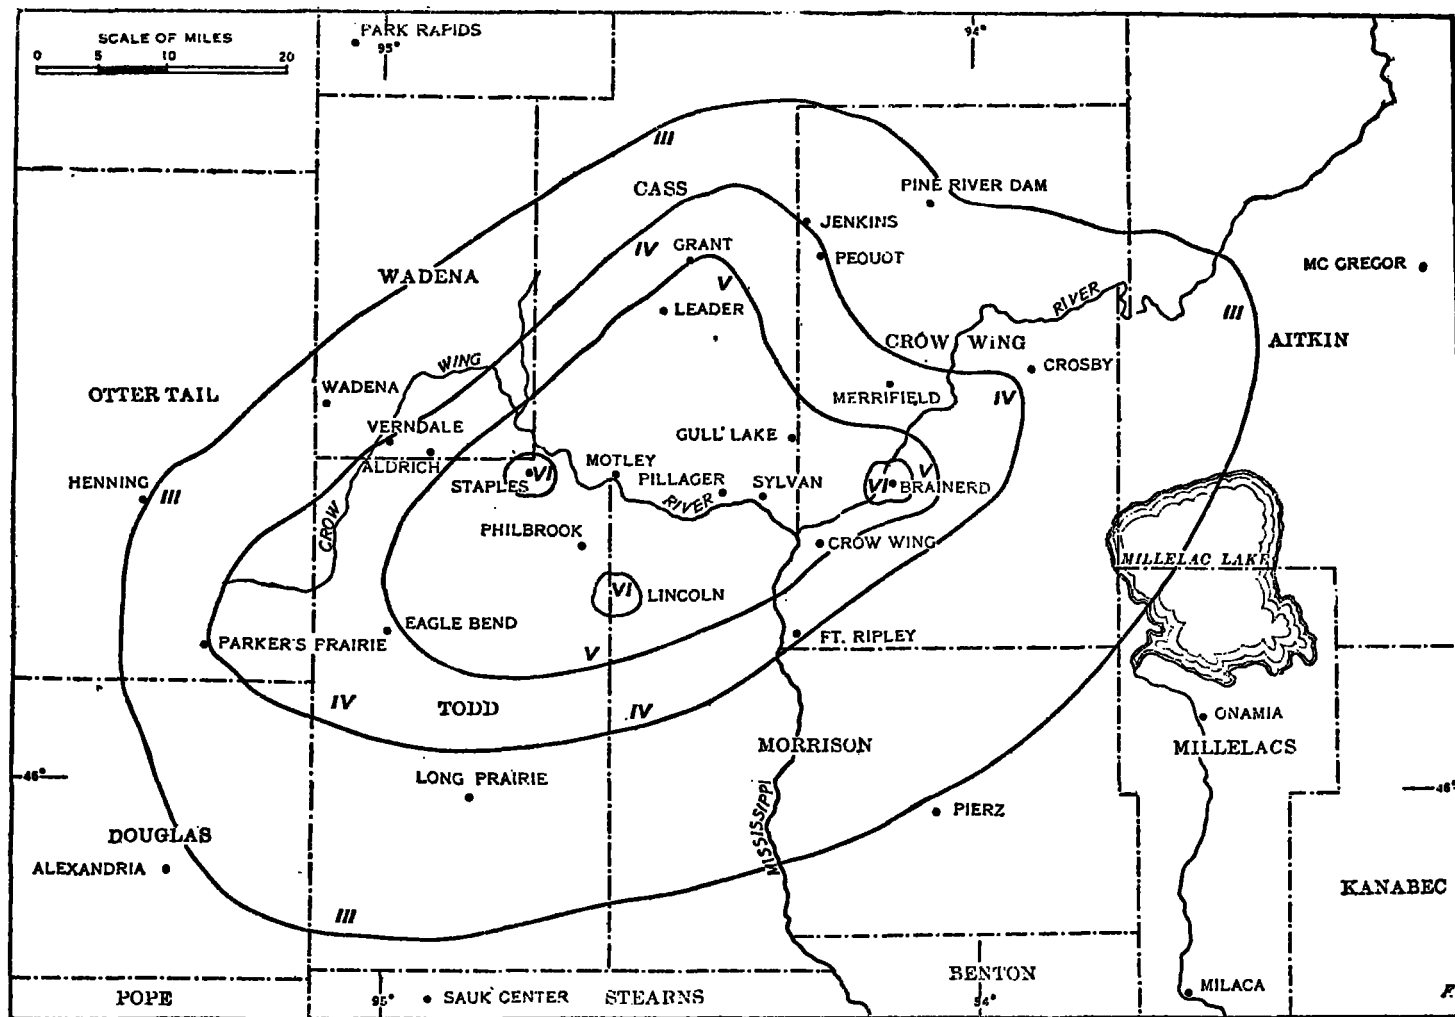 SCALE OF MILES
0 5 10 20
PARK RAPIDS
95°
94°
III
CASS
PINE RIVER DAM
JENKINS
IV
GRANT
PEQUOT
WADENA
V
MC GREGOR
LEADER
RIVER
III
CROW WING
AITKIN
WING
CROSBY
OTTER TAIL
WADENA
MERRIFIELD
IV
VERNDALE
GULL LAKE
ALDRICH
MOTLEY
V
HENNING
III
STAPLES
VI
PILLAGER
SYLVAN
VI
BRAINERD
RIVER
CROW
PHILBROOK
CROW WING
MILLELAC LAKE
VI
LINCOLN
EAGLE BEND
PARKER'S PRAIRIE
FT. RIPLEY
V
IV
TODD
IV
ONAMIA
MORRISON
MILLELACS
46°
LONG PRAIRIE
46°
MISSISSIPPI
PIERZ
DOUGLAS
ALEXANDRIA
KANABEC
III
BENTON
POPE
95°
SAUK CENTER
STEARNS
94°
MILACA
F.